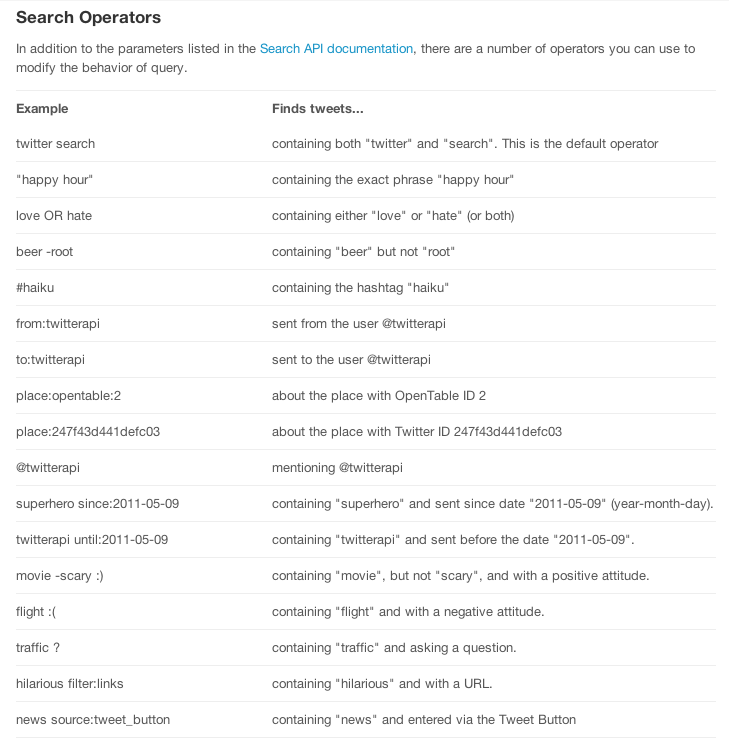 Search Operators
In addition to the parameters listed in the Search API documentation, there are a number of operators you can use to
modify the behavior of query.
Example Finds tweets...
twitter search containing both "twitter" and "search". This is the default operator
"happy hour" containing the exact phrase "happy hour"
love OR hate containing either "love" or "hate" (or both)
beer -root containing "beer" but not "root"
#haiku containing the hashtag "haiku"
from:twitterapi sent from the user @twitterapi
to:twitterapi sent to the user @twitterapi
place:opentable:2 about the place with OpenTable ID 2
place:247f43d441defc03 about the place with Twitter ID 247f43d441defc03
@twitterapi mentioning @twitterapi
superhero since:2011-05-09 containing "superhero" and sent since date "2011-05-09" (year-month-day).
twitterapi until:2011-05-09 containing "twitterapi" and sent before the date "2011-05-09".
movie -scary :) containing "movie", but not "scary", and with a positive attitude.
flight :( containing "flight" and with a negative attitude.
traffic ? containing "traffic" and asking a question.
hilarious filter:links containing "hilarious" and with a URL.
news source:tweet_button containing "news" and entered via the Tweet Button